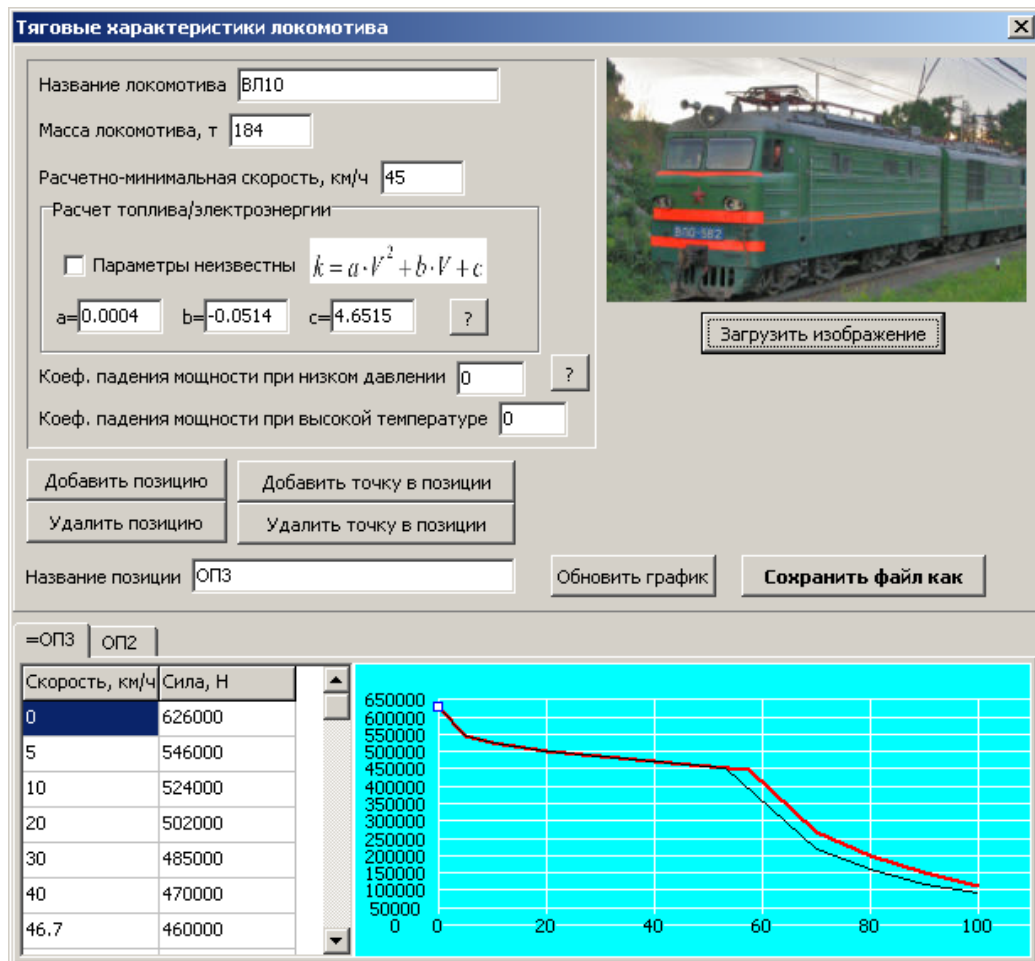 Тяговые характеристики локомотива
Название локомотива ВЛ10
Масса локомотива, т 184
Расчетно-минимальная скорость, км/ч 45
Расчет топлива/электроэнергии
Параметры неизвестны k = a·V² + b·V + c
a= 0.0004 b= -0.0514 c= 4.6515 ?
Коеф. падения мощности при низком давлении 0 ?
Коеф. падения мощности при высокой температуре 0
ВЛ10-582
Загрузить изображение
Добавить позицию Добавить точку в позиции
Удалить позицию Удалить точку в позиции
Название позиции ОП3 Обновить график Сохранить файл как
=ОП3 ОП2
Скорость, км/ч Сила, Н
0 626000
5 546000
10 524000
20 502000
30 485000
40 470000
46.7 460000
650000
600000
550000
500000
450000
400000
350000
300000
250000
200000
150000
100000
50000
0 0 20 40 60 80 100